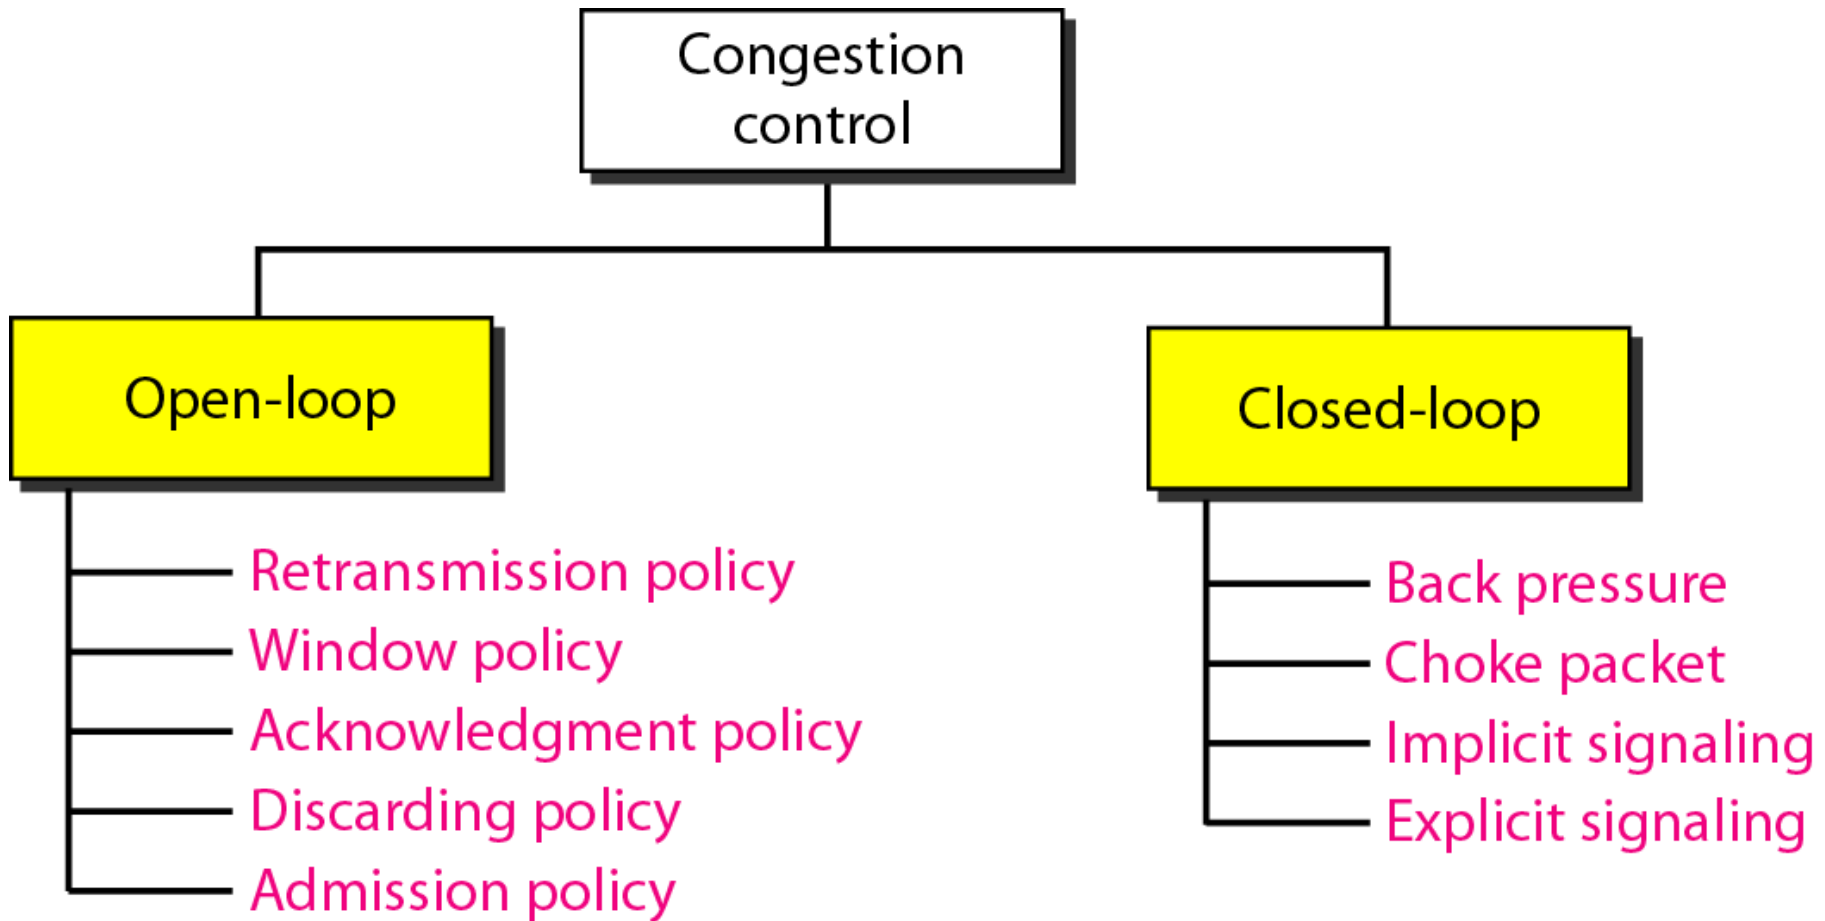 Congestion
control
Open-loop
Retransmission policy
Window policy
Acknowledgment policy
Discarding policy
Admission policy
Closed-loop
Back pressure
Choke packet
Implicit signaling
Explicit signaling